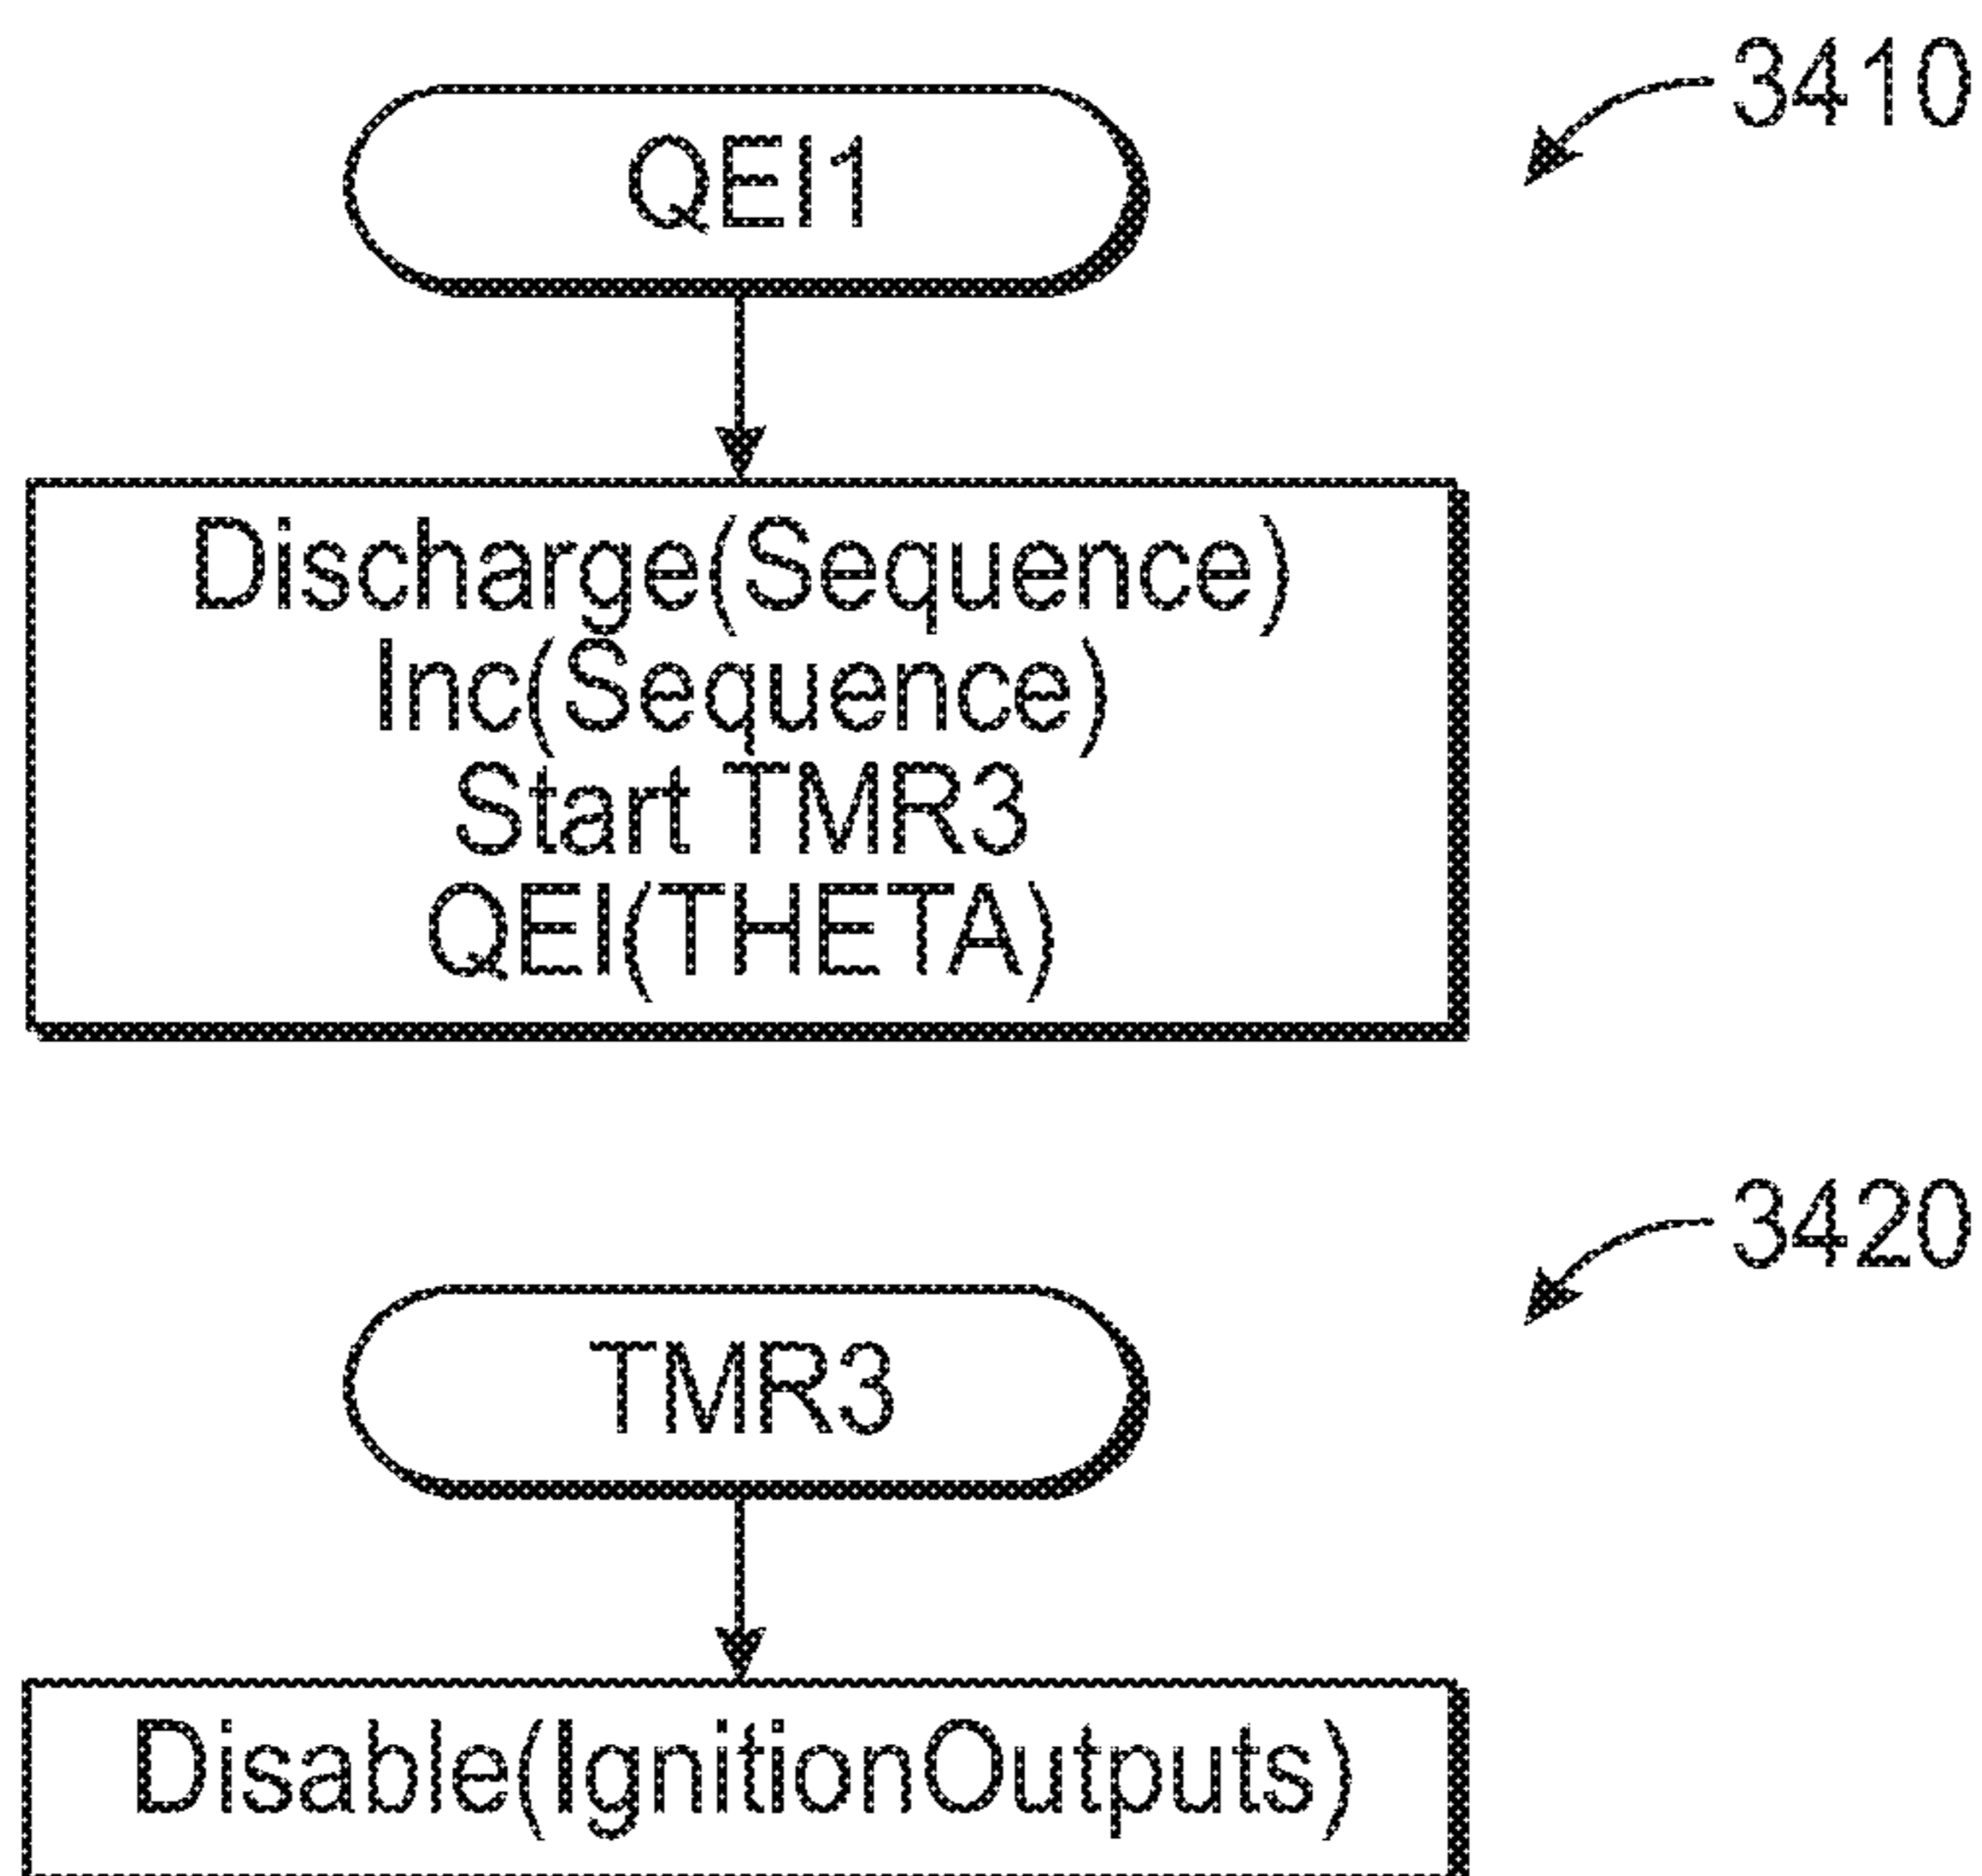 3410
QEI1
Discharge(Sequence)
Inc(Sequence)
Start TMR3
QEI(THETA)
3420
TMR3
Disable(IgnitionOutputs)